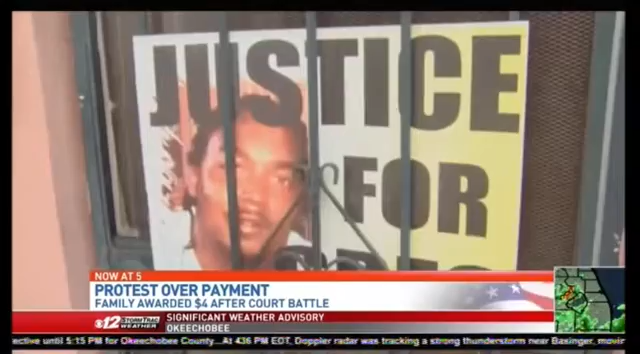 JUSTICE
FOR
NOW AT 5
PROTEST OVER PAYMENT
FAMILY AWARDED $4 AFTER COURT BATTLE
12 STORMTRAC WEATHER
SIGNIFICANT WEATHER ADVISORY
OKEECHOBEE
ective until 5:15 PM for Okeechobee County...At 436 PM EDT, Doppler radar was tracking a strong thunderstorm near Basinger, movin